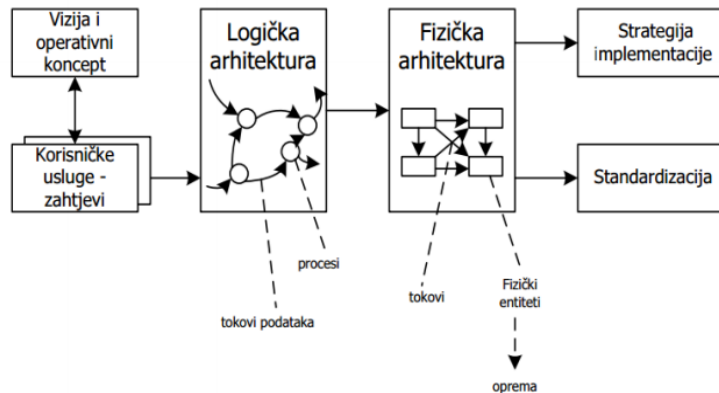 Vizija i
operativni
koncept
Korisničke
usluge -
zahtjevi
Logička
arhitektura
Fizička
arhitektura
Strategija
implementacije
Standardizacija
procesi
tokovi podataka
tokovi
Fizički
entiteti
oprema